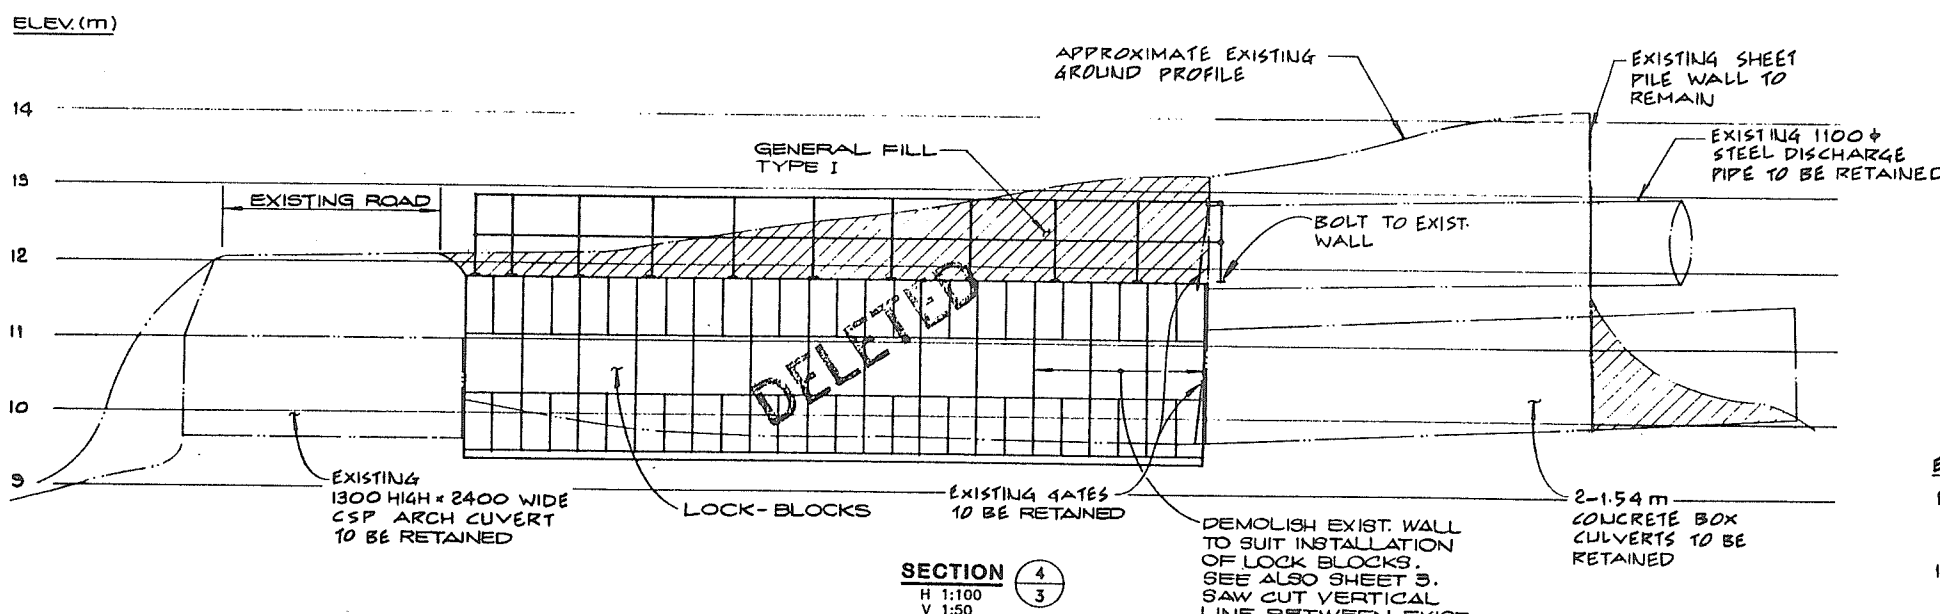 ELEV.(m)
14
13
12
11
10
9
APPROXIMATE EXISTING
GROUND PROFILE
EXISTING SHEET
PILE WALL TO
REMAIN
EXISTING 1100 ϕ
STEEL DISCHARGE
PIPE TO BE RETAINED
GENERAL FILL
TYPE I
EXISTING ROAD
BOLT TO EXIST.
WALL
DELETED
EXISTING
1300 HIGH × 2400 WIDE
CSP ARCH CUVERT
TO BE RETAINED
LOCK-BLOCKS
EXISTING GATES
TO BE RETAINED
DEMOLISH EXIST. WALL
TO SUIT INSTALLATION
OF LOCK BLOCKS.
SEE ALSO SHEET 3.
SAW CUT VERTICAL
LINE BETWEEN EXIST
2-1.54 m
CONCRETE BOX
CULVERTS TO BE
RETAINED
SECTION
4
3
H 1:100
V 1:50